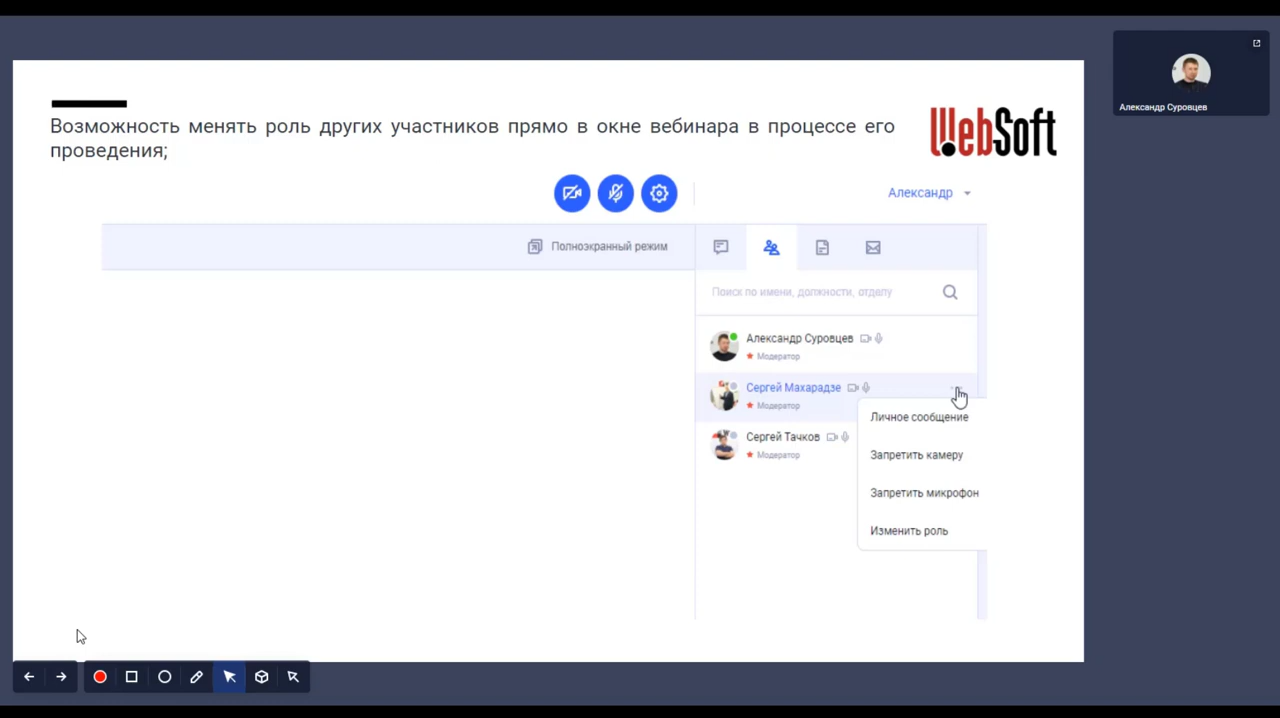 Александр Суровцев
Возможность менять роль других участников прямо в окне вебинара в процессе его
проведения;
WebSoft
Александр
Полноэкранный режим
Поиск по имени, должности, отделу
Александр Суровцев
Модератор
Сергей Махарадзе
Модератор
Личное сообщение
Сергей Тачков
Модератор
Запретить камеру
Запретить микрофон
Изменить роль